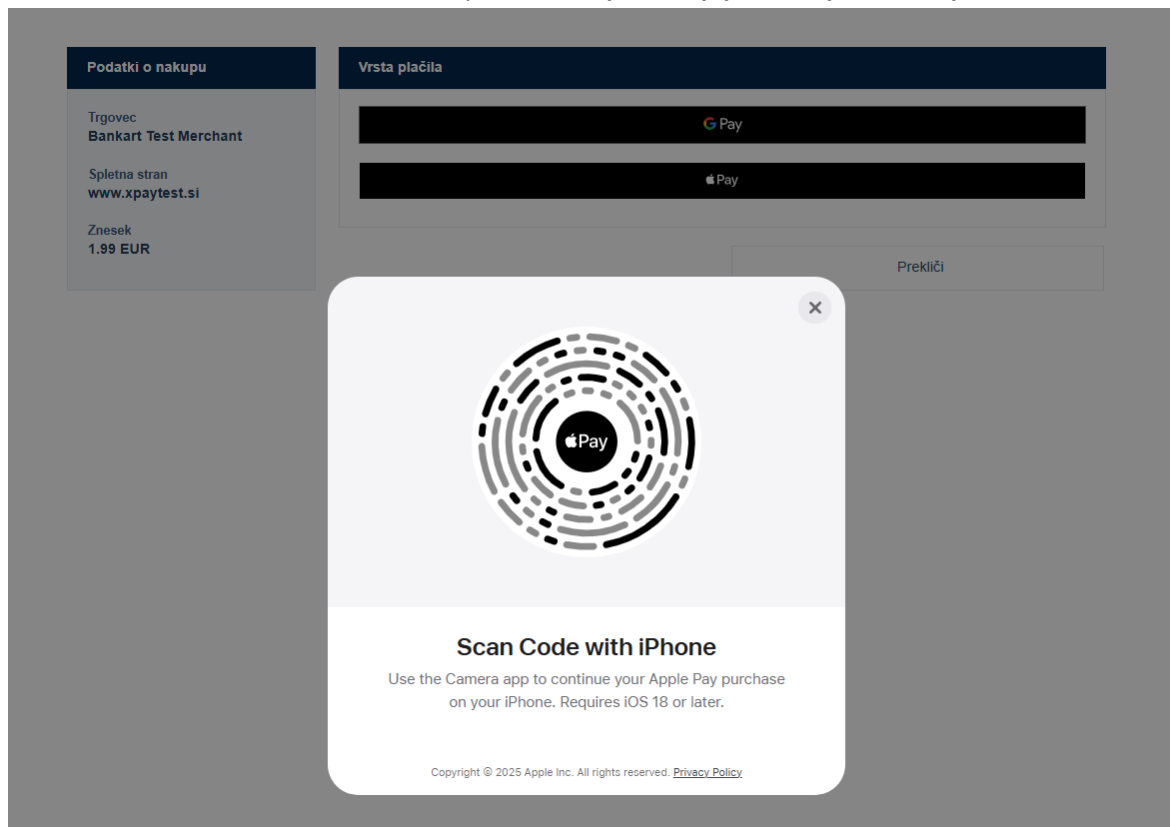 Podatki o nakupu
Trgovec
Bankart Test Merchant
Spletna stran
www.xpaytest.si
Znesek
1.99 EUR
Vrsta plačila
G Pay
Pay
Prekliči
Pay
Scan Code with iPhone
Use the Camera app to continue your Apple Pay purchase
on your iPhone. Requires iOS 18 or later.
Copyright © 2025 Apple Inc. All rights reserved. Privacy Policy